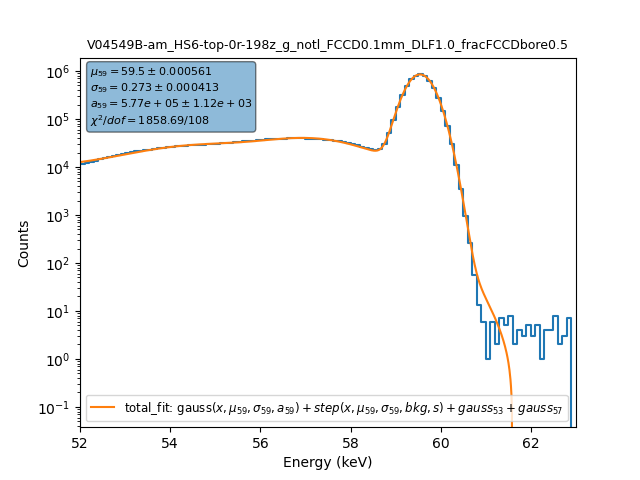 V04549B-am_HS6-top-0r-198z_g_notl_FCCD0.1mm_DLF1.0_fracFCCDbore0.5
μ₅₉ = 59.5 ± 0.000561
σ₅₉ = 0.273 ± 0.000413
a₅₉ = 5.77e + 05 ± 1.12e + 03
χ²/dof = 1858.69/108
10⁶
10⁵
10⁴
10³
10²
10¹
10⁰
10⁻¹
Counts
total_fit: gauss(x, μ₅₉, σ₅₉, a₅₉) + step(x, μ₅₉, σ₅₉, bkg, s) + gauss₅₃ + gauss₅₇
52 54 56 58 60 62
Energy (keV)